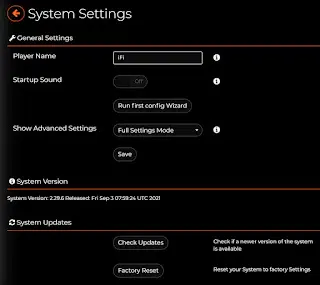 System Settings
General Settings
Player Name iFi
Startup Sound Off
Run first config Wizard
Show Advanced Settings Full Settings Mode
Save
System Version
System Version: 2.29.6 Released: Fri Sep 3 07:59:24 UTC 2021
System Updates
Check Updates Check if a newer version of the system
is available
Factory Reset Reset your System to factory Settings